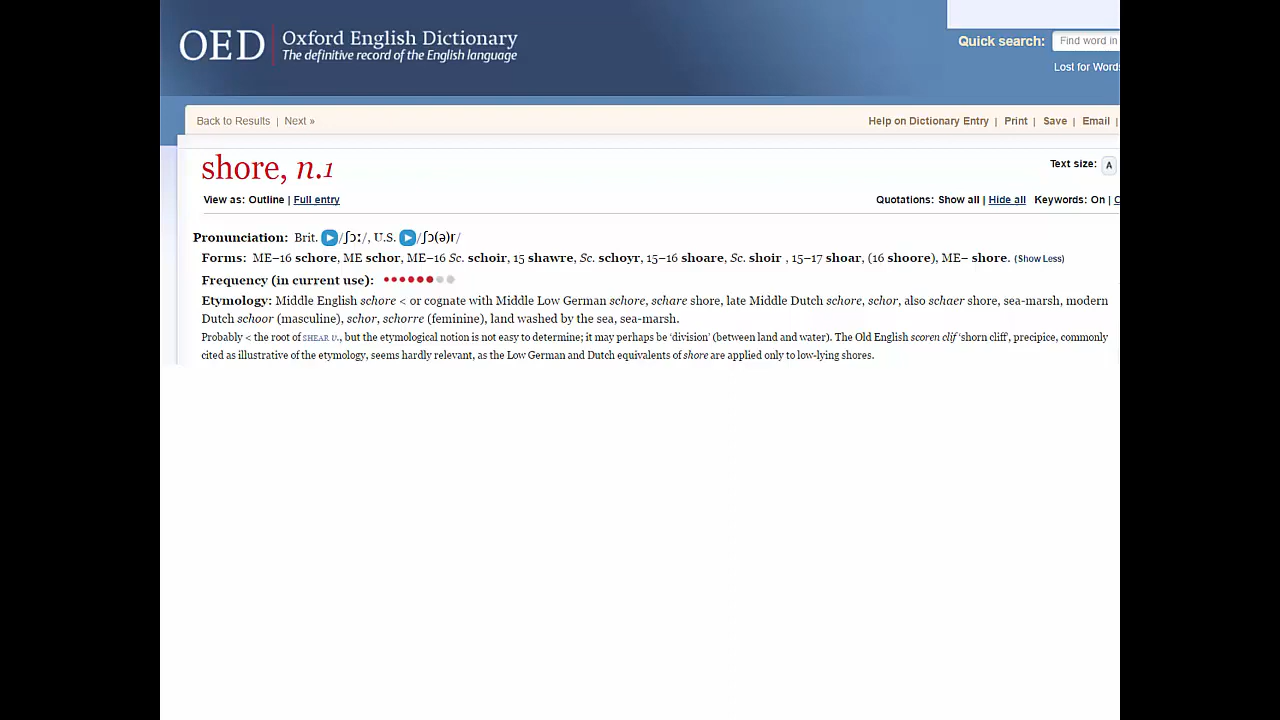 OED Oxford English Dictionary
The definitive record of the English language
Quick search: Find word in
Lost for Words
Back to Results | Next »
Help on Dictionary Entry | Print | Save | Email |
shore, n.1
Text size: A
View as: Outline | Full entry
Quotations: Show all | Hide all Keywords: On |
Pronunciation: Brit. /ʃɔː/, U.S. /ʃɔ(ə)r/
Forms: ME–16 schore, ME schor, ME–16 Sc. schoir, 15 shawre, Sc. schoyr, 15–16 shoare, Sc. shoir , 15–17 shoar, (16 shoore), ME– shore. (Show Less)
Frequency (in current use):
Etymology: Middle English schore < or cognate with Middle Low German schore, schare shore, late Middle Dutch schore, schor, also schaer shore, sea-marsh, modern
Dutch schoor (masculine), schor, schorre (feminine), land washed by the sea, sea-marsh.
Probably < the root of SHEAR v., but the etymological notion is not easy to determine; it may perhaps be ‘division’ (between land and water). The Old English scoren clif ‘shorn cliff’, precipice, commonly
cited as illustrative of the etymology, seems hardly relevant, as the Low German and Dutch equivalents of shore are applied only to low-lying shores.